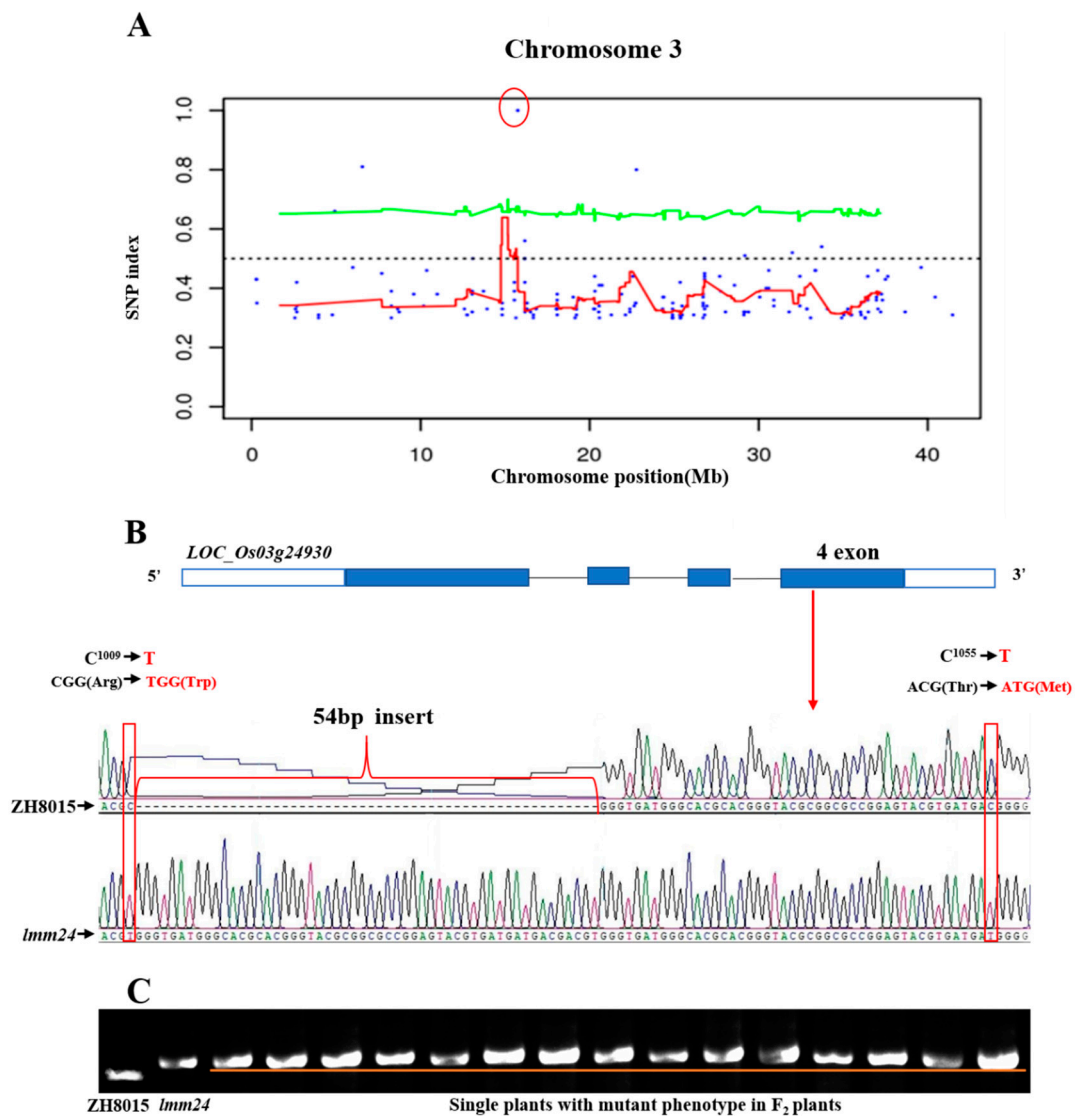 A
Chromosome 3
SNP index
1.0
0.8
0.6
0.4
0.2
0.0
0 10 20 30 40
Chromosome position(Mb)
B
LOC_Os03g24930
4 exon
5’ 3’
C1009→T
CGG(Arg)→TGG(Trp)
C1055→T
ACG(Thr)→ATG(Met)
54bp insert
ZH8015→ ACGC------------------------------------------------------GGGTGATGGGCACGCACGGGTACGCGGCGCCGGAGTACGTGATGACGGGG
lmm24→ ACGTGGGTGATGGGCACGCACGGGTACGCGGCGCCGGAGTACGTGATGATGACGACGTGGGTGATGGGCACGCACGGGTACGCGGCGCCGGAGTACGTGATGATGGGG
C
ZH8015 lmm24 Single plants with mutant phenotype in F2 plants